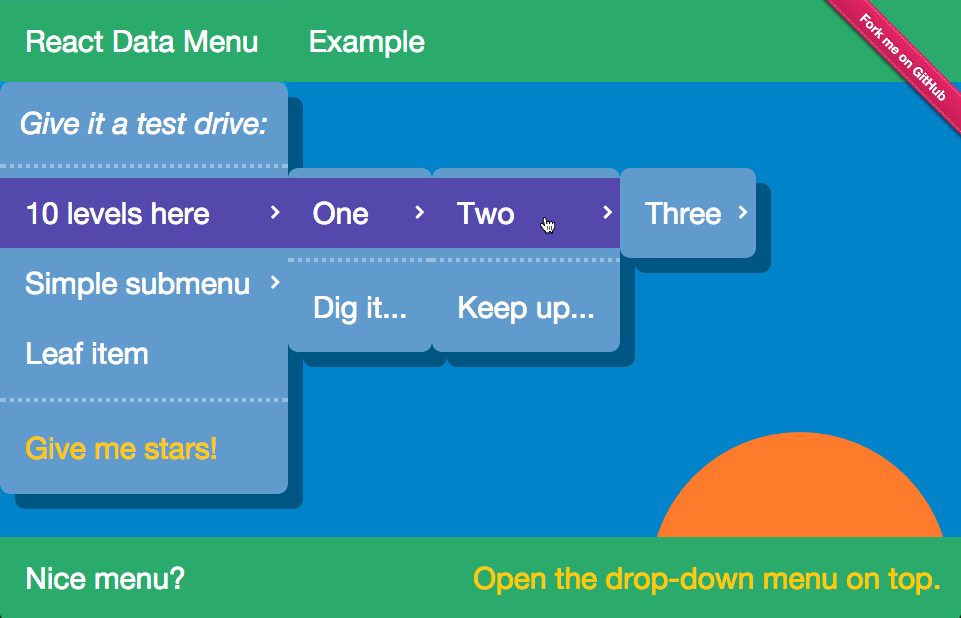 React Data Menu
Example
Fork me on GitHub
Give it a test drive:
10 levels here
One
Two
Three
Simple submenu
Dig it...
Keep up...
Leaf item
Give me stars!
Nice menu?
Open the drop-down menu on top.